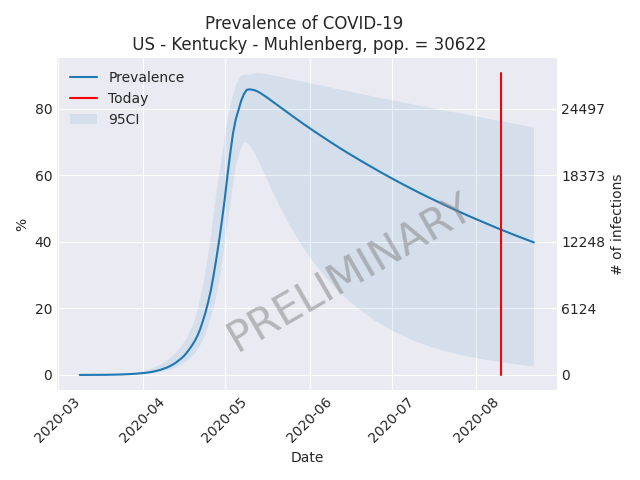 Prevalence of COVID-19
US - Kentucky - Muhlenberg, pop. = 30622
Prevalence
Today
95CI
80
60
40
20
0
%
24497
18373
12248
6124
0
# of infections
PRELIMINARY
2020-03
2020-04
2020-05
2020-06
2020-07
2020-08
Date